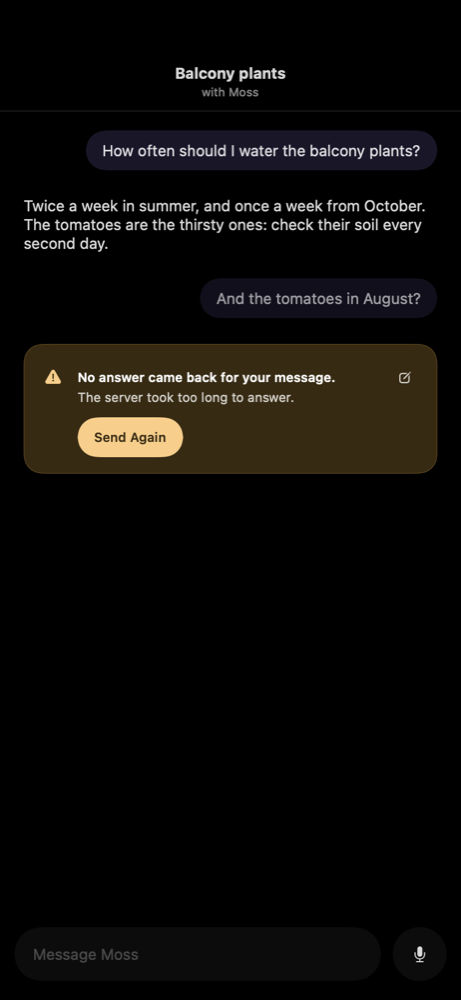 Balcony plants
with Moss
How often should I water the balcony plants?
Twice a week in summer, and once a week from October.
The tomatoes are the thirsty ones: check their soil every
second day.
And the tomatoes in August?
No answer came back for your message.
The server took too long to answer.
Send Again
Message Moss